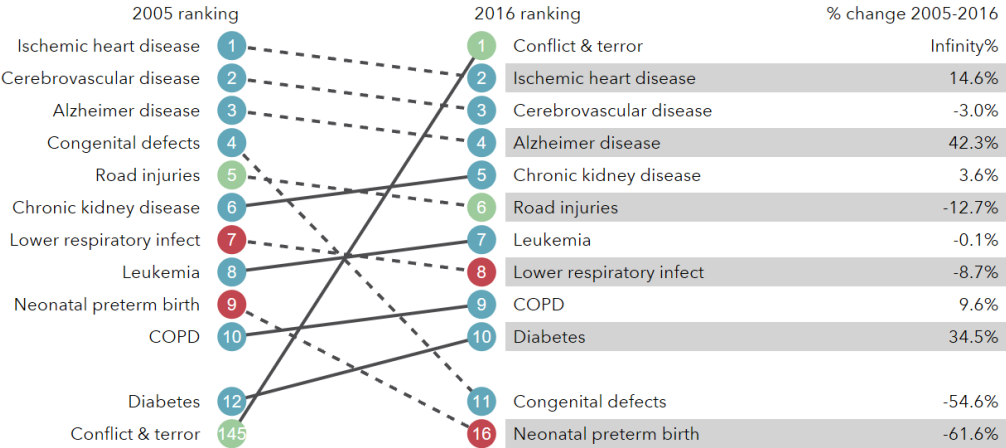 2005 ranking 2016 ranking % change 2005-2016
Ischemic heart disease 1 1 Conflict & terror Infinity%
Cerebrovascular disease 2 2 Ischemic heart disease 14.6%
Alzheimer disease 3 3 Cerebrovascular disease -3.0%
Congenital defects 4 4 Alzheimer disease 42.3%
Road injuries 5 5 Chronic kidney disease 3.6%
Chronic kidney disease 6 6 Road injuries -12.7%
Lower respiratory infect 7 7 Leukemia -0.1%
Leukemia 8 8 Lower respiratory infect -8.7%
Neonatal preterm birth 9 9 COPD 9.6%
COPD 10 10 Diabetes 34.5%
Diabetes 12 11 Congenital defects -54.6%
Conflict & terror 145 16 Neonatal preterm birth -61.6%